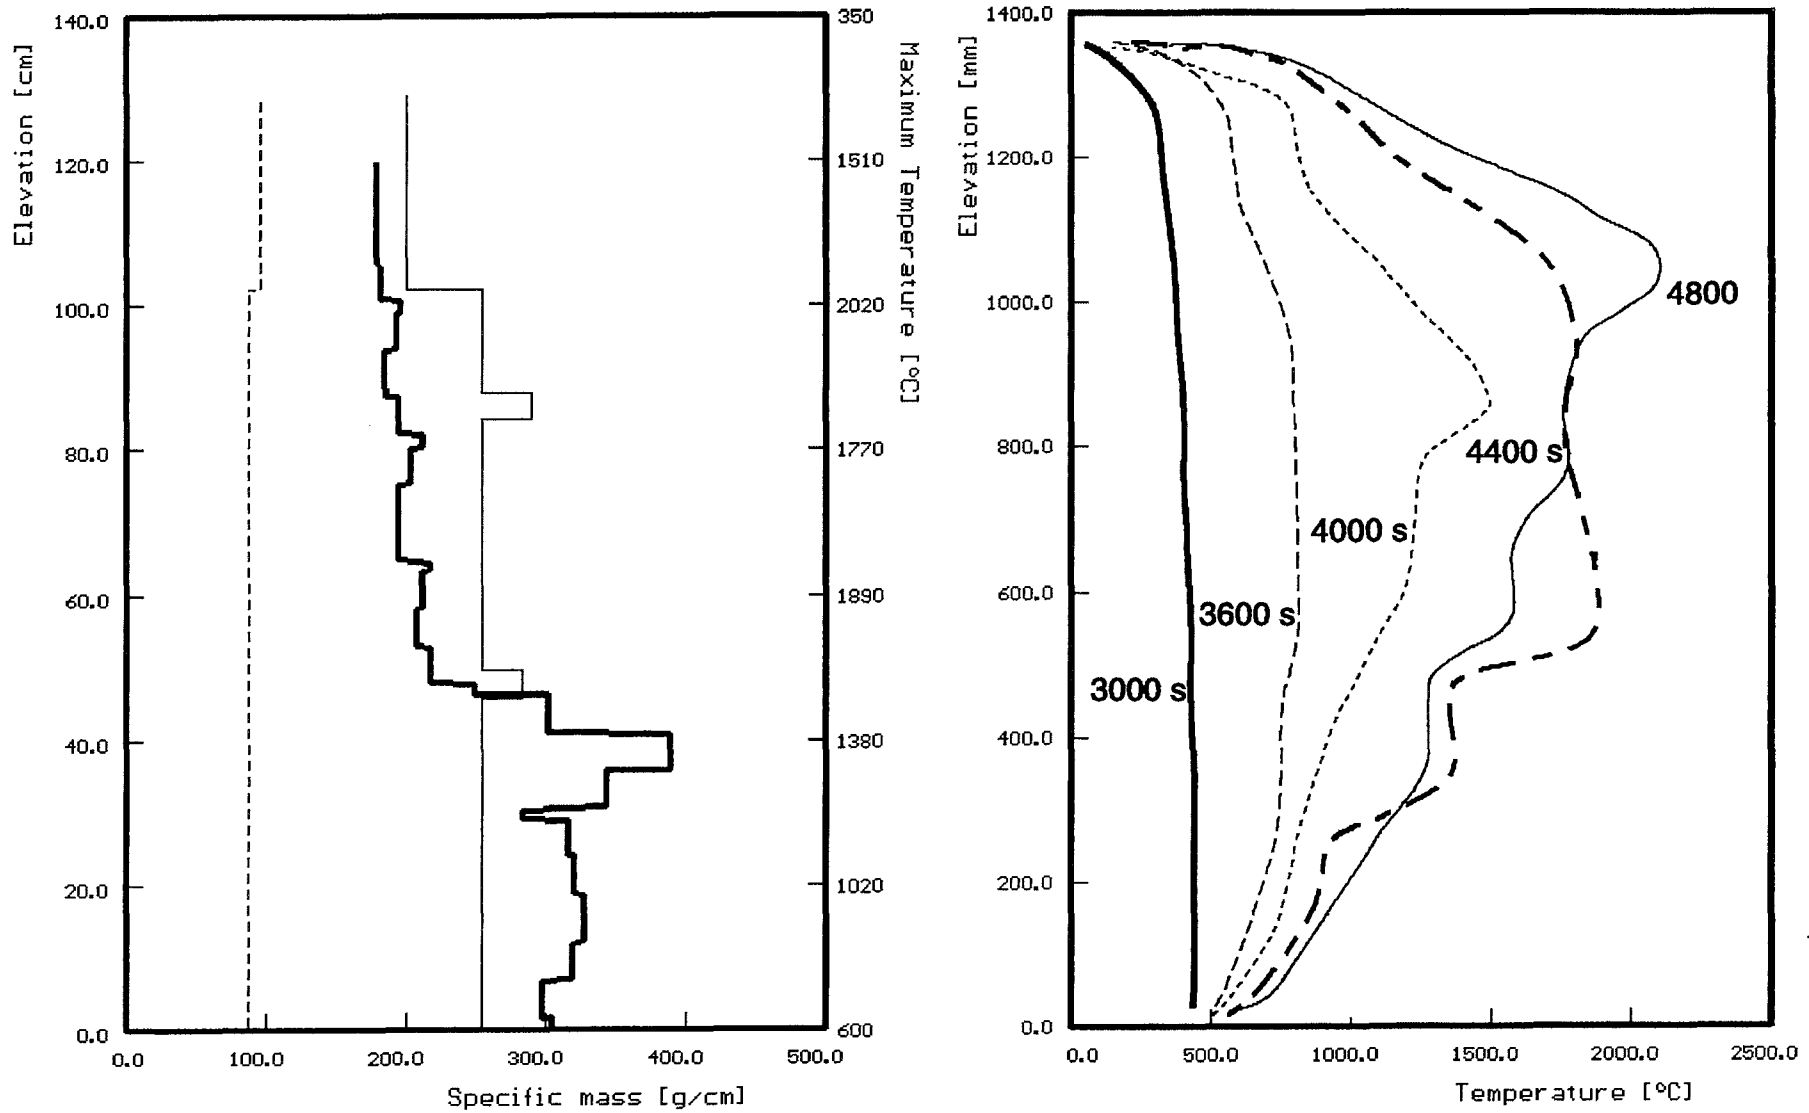 140.0
120.0
100.0
80.0
60.0
40.0
20.0
0.0
Elevation [cm]
0.0 100.0 200.0 300.0 400.0 500.0
Specific mass [g/cm]
350
1510
2020
1770
1890
1380
1020
600
Maximum Temperature [ºC]
1400.0
1200.0
1000.0
800.0
600.0
400.0
200.0
0.0
Elevation [mm]
4800
4400 s
4000 s
3600 s
3000 s
0.0 500.0 1000.0 1500.0 2000.0 2500.0
Temperature [ºC]